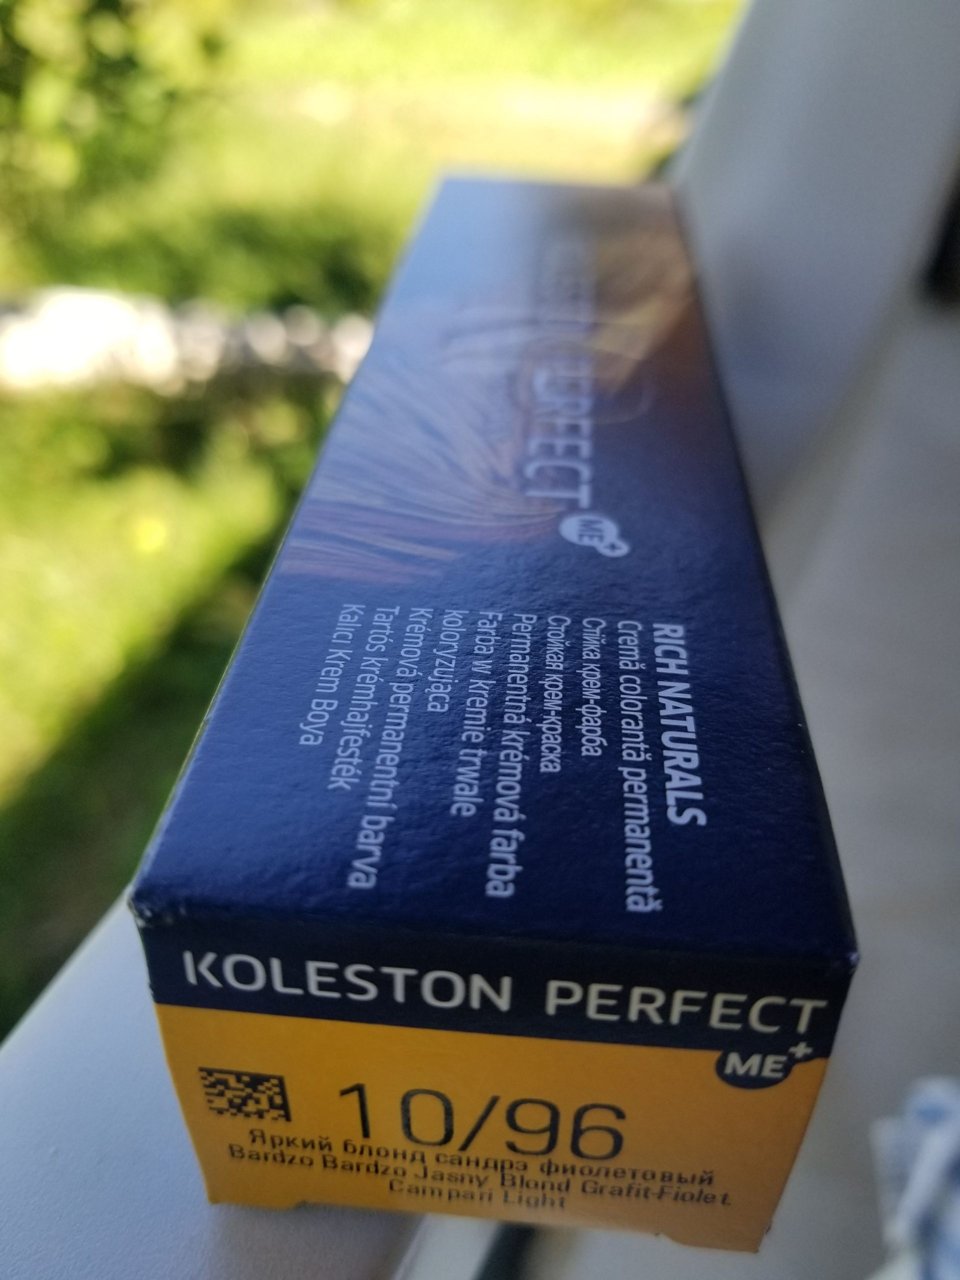 PERFECT
ME+
RICH NATURALS
Cremă colorantă permanentă
Стійка крем-фарба
Стойкая крем-краска
Permanentná krémová farba
Farba w kremie trwale
koloryzująca
Krémová permanentní barva
Tartós krémhajfesték
Kalıcı Krem Boya
KOLESTON PERFECT
ME+
10/96
Яркий блонд сандрэ фиолетовый
Bardzo Bardzo Jasny Blond Grafit-Fiolet
Campari Light